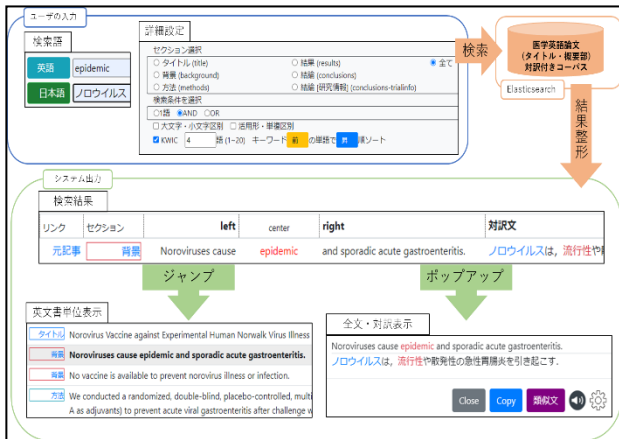 ユーザの入力
検索語
英語 epidemic
日本語 ノロウイルス
詳細設定
セクション選択
タイトル (title) 結果 (results) 全て
背景 (background) 結論 (conclusions)
方法 (methods) 結論 [研究情報] (conclusions-trialinfo)
検索条件を選択
1語 AND OR
大文字・小文字区別 活用形・単複区別
KWIC 4 語 (1~20) キーワード 前 の単語で 昇 順ソート
検索
医学英語論文
(タイトル・概要部)
対訳付きコーパス
Elasticsearch
結果整形
システム出力
検索結果
リンク セクション left center right 対訳文
元記事 背景 Noroviruses cause epidemic and sporadic acute gastroenteritis. ノロウイルスは，流行性や
ジャンプ
ポップアップ
英文書単位表示
タイトル Norovirus Vaccine against Experimental Human Norwalk Virus Illness
背景 Noroviruses cause epidemic and sporadic acute gastroenteritis.
背景 No vaccine is available to prevent norovirus illness or infection.
方法 We conducted a randomized, double-blind, placebo-controlled, multi
A as adjuvants) to prevent acute viral gastroenteritis after challenge w
全文・対訳表示
Noroviruses cause epidemic and sporadic acute gastroenteritis.
ノロウイルスは，流行性や散発性の急性胃腸炎を引き起こす.
Close Copy 類似文